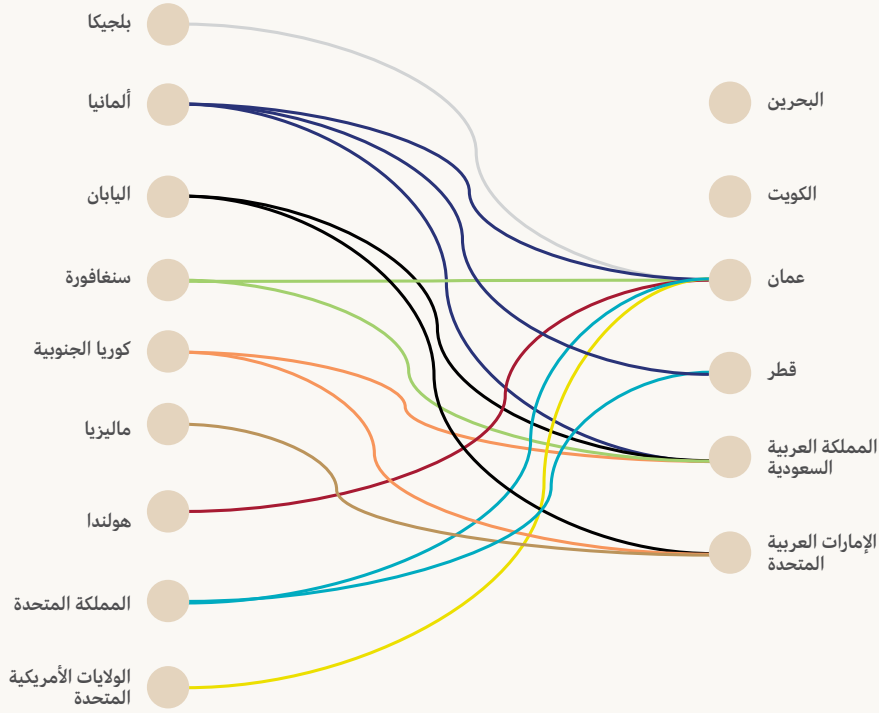 بلجيكا
ألمانيا
اليابان
سنغافورة
كوريا الجنوبية
ماليزيا
هولندا
المملكة المتحدة
الولايات الأمريكية
المتحدة
البحرين
الكويت
عمان
قطر
المملكة العربية
السعودية
الإمارات العربية
المتحدة